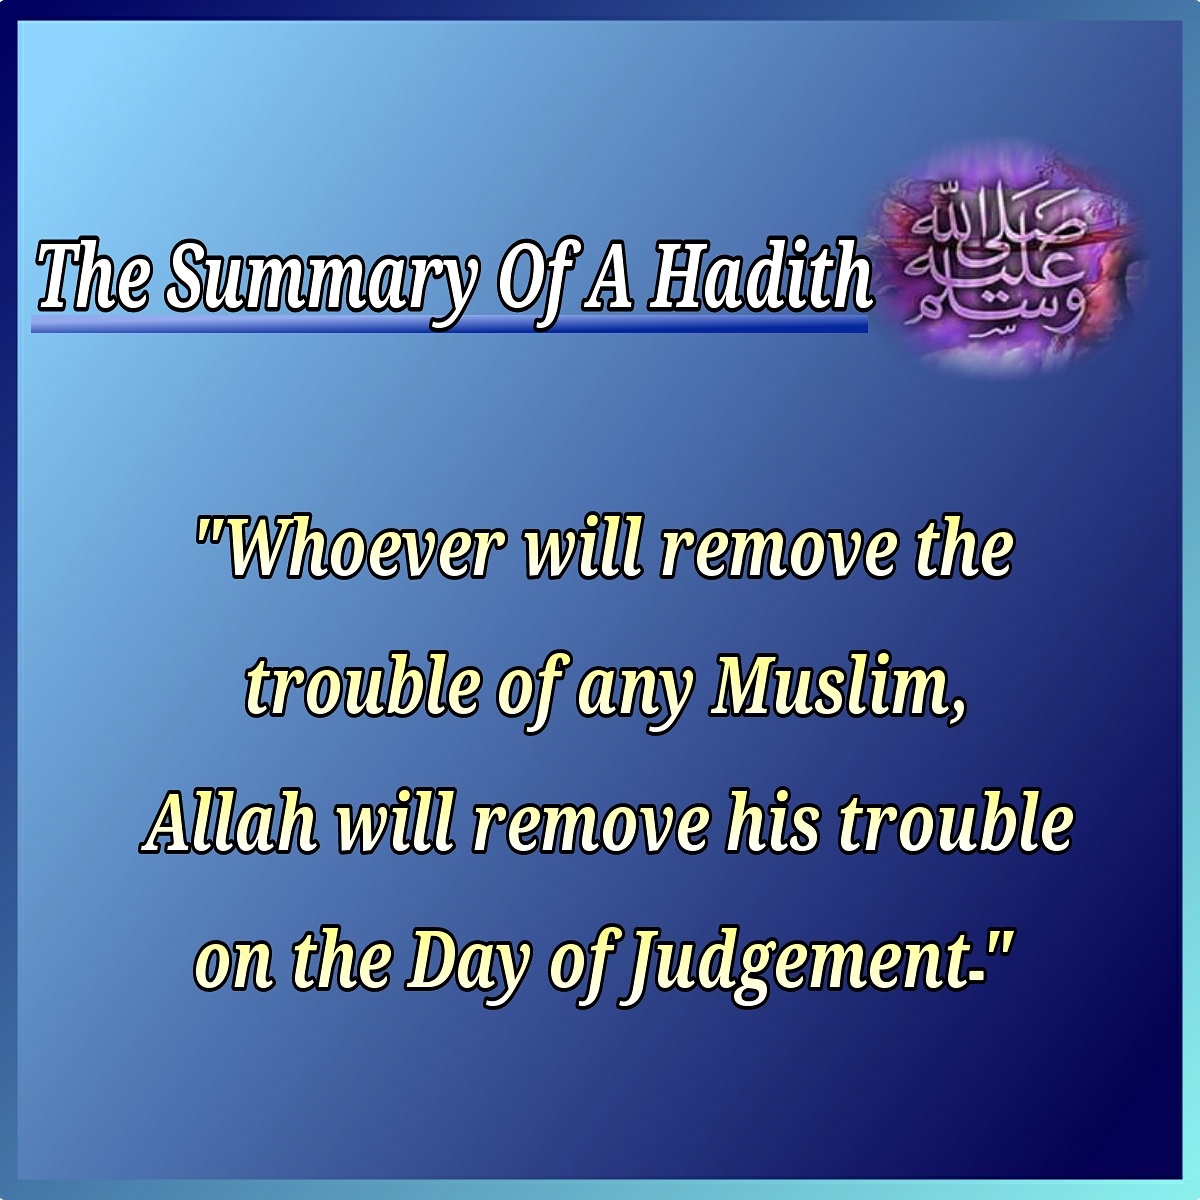 The Summary Of A Hadith
صلى الله
عليه
وسلم
"Whoever will remove the
trouble of any Muslim,
Allah will remove his trouble
on the Day of Judgement-"